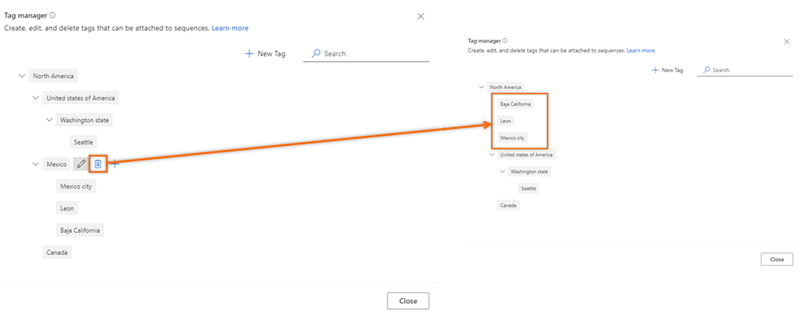 Tag manager
Create, edit, and delete tags that can be attached to sequences. Learn more
New Tag
Search
North America
United states of America
Washington state
Seattle
Mexico
Mexico city
Leon
Baja California
Canada
Close
Tag manager
Create, edit, and delete tags that can be attached to sequences. Learn more
New Tag
Search
North America
Baja California
Leon
Mexico city
United states of America
Washington state
Seattle
Canada
Close